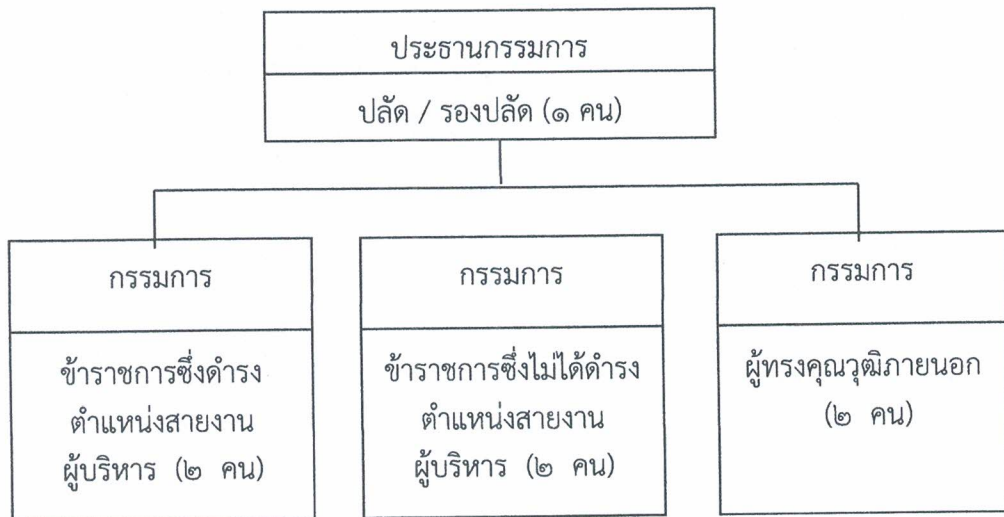 ประธานกรรมการ
ปลัด / รองปลัด (๑ คน)
กรรมการ
ข้าราชการซึ่งดำรง
ตำแหน่งสายงาน
ผู้บริหาร (๒ คน)
กรรมการ
ข้าราชการซึ่งไม่ได้ดำรง
ตำแหน่งสายงาน
ผู้บริหาร (๒ คน)
กรรมการ
ผู้ทรงคุณวุฒิภายนอก
(๒ คน)